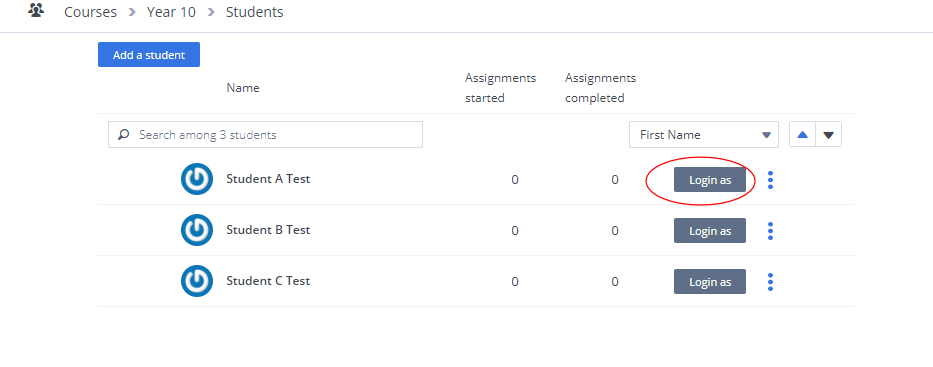 Courses > Year 10 > Students
Add a student
Name
Assignments
started
Assignments
completed
Search among 3 students
First Name
Student A Test 0 0 Login as
Student B Test 0 0 Login as
Student C Test 0 0 Login as